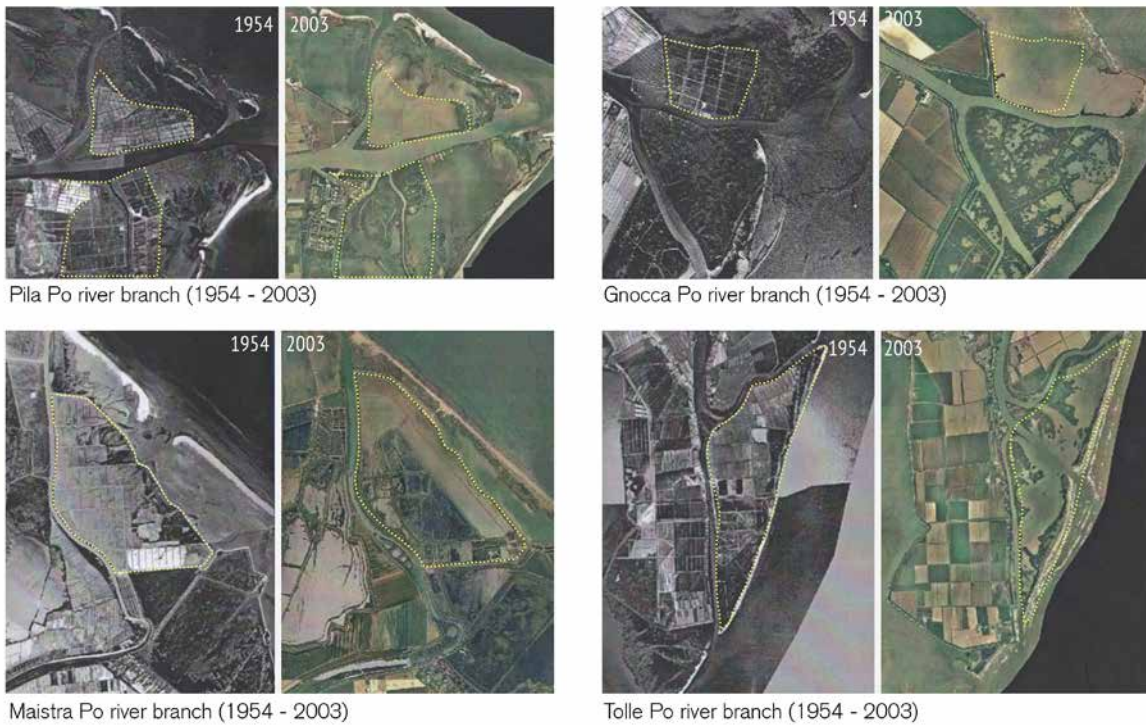 1954
2003
Pila Po river branch (1954 - 2003)
1954
2003
Gnocca Po river branch (1954 - 2003)
1954
2003
Maistra Po river branch (1954 - 2003)
1954
2003
Tolle Po river branch (1954 - 2003)